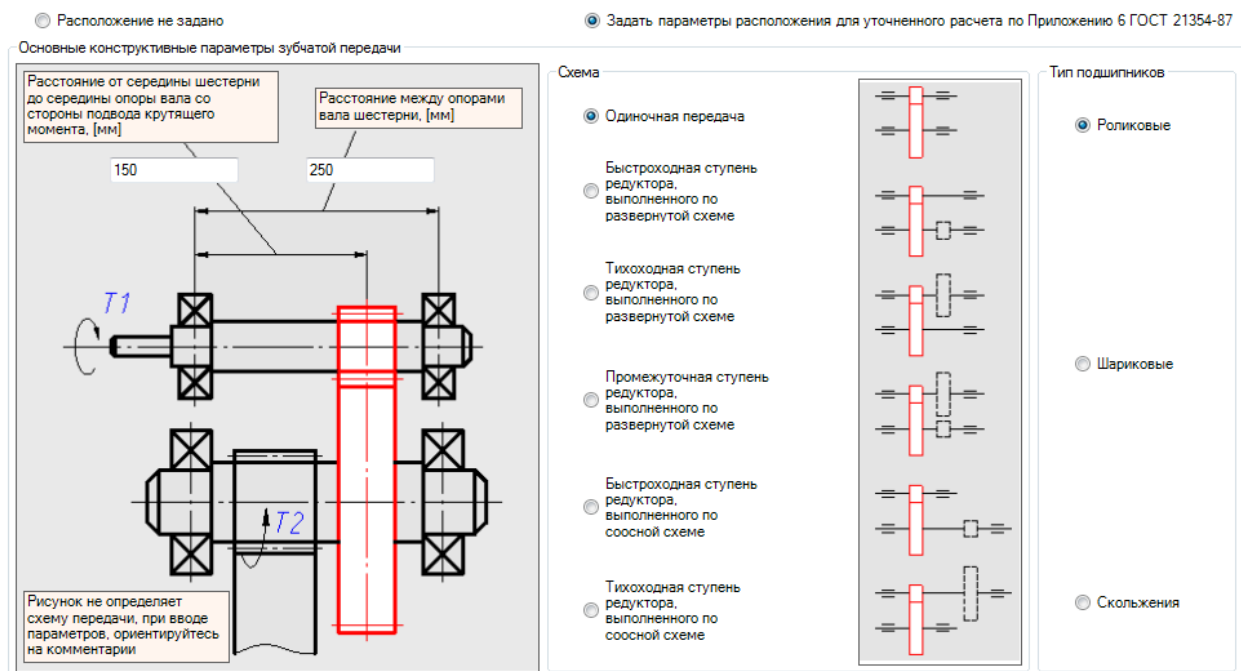 Расположение не задано
Задать параметры расположения для уточненного расчета по Приложению 6 ГОСТ 21354-87
Основные конструктивные параметры зубчатой передачи
Расстояние от середины шестерни
до середины опоры вала со
стороны подвода крутящего
момента, [мм]
Расстояние между опорами
вала шестерни, [мм]
150
250
T1
T2
Рисунок не определяет
схему передачи, при вводе
параметров, ориентируйтесь
на комментарии
Схема
Одиночная передача
Быстроходная ступень
редуктора,
выполненного по
развернутой схеме
Тихоходная ступень
редуктора,
выполненного по
развернутой схеме
Промежуточная ступень
редуктора,
выполненного по
развернутой схеме
Быстроходная ступень
редуктора,
выполненного по
соосной схеме
Тихоходная ступень
редуктора,
выполненного по
соосной схеме
Тип подшипников
Роликовые
Шариковые
Скольжения